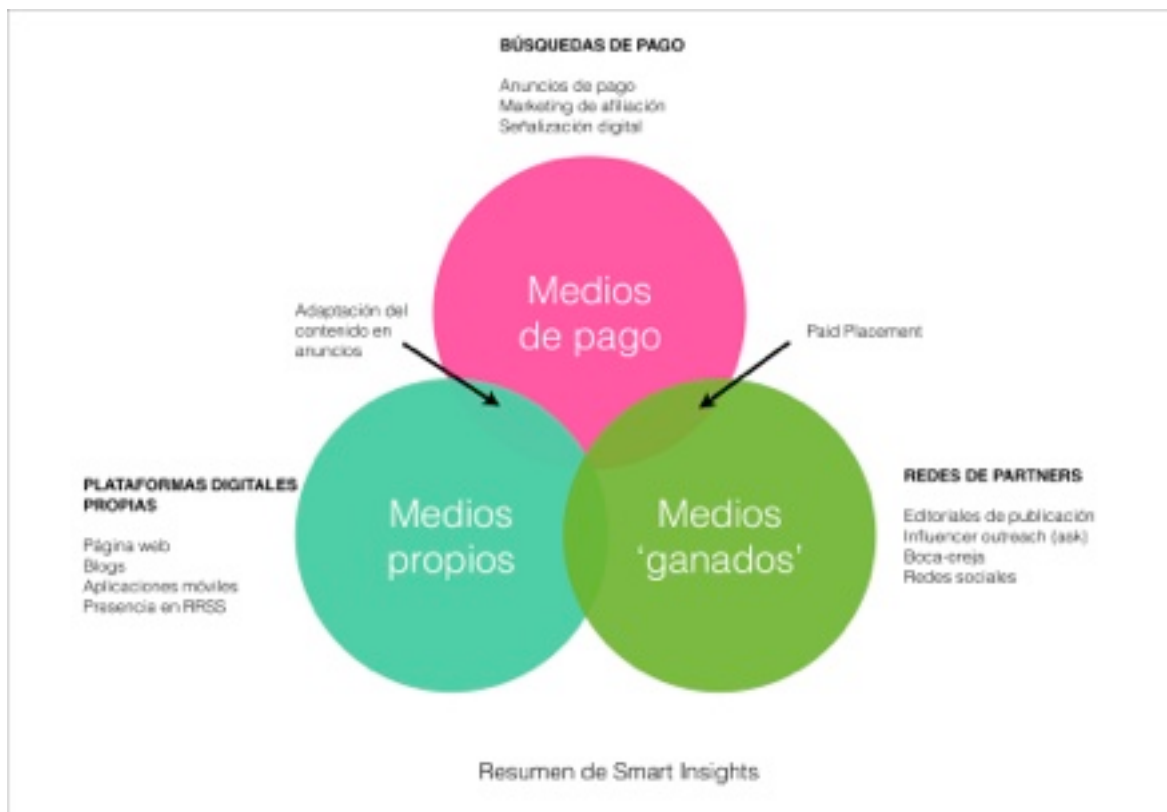 BÚSQUEDAS DE PAGO
Anuncios de pago
Marketing de afiliación
Señalización digital
Medios
de pago
Adaptación del
contenido en
anuncios
Paid Placement
PLATAFORMAS DIGITALES
PROPIAS
Página web
Blogs
Aplicaciones móviles
Presencia en RRSS
Medios
propios
Medios
‘ganados’
REDES DE PARTNERS
Editoriales de publicación
Influencer outreach (ask)
Boca-oreja
Redes sociales
Resumen de Smart Insights